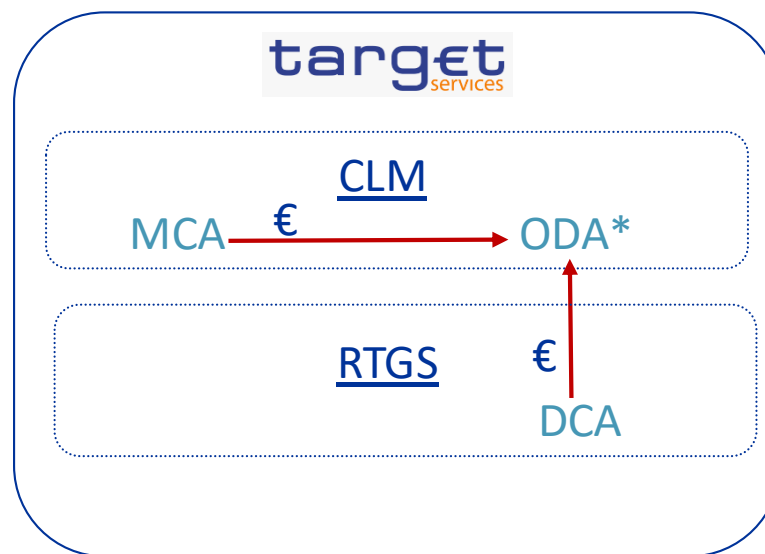 target
services
CLM
€
MCA ODA*
RTGS
€
DCA